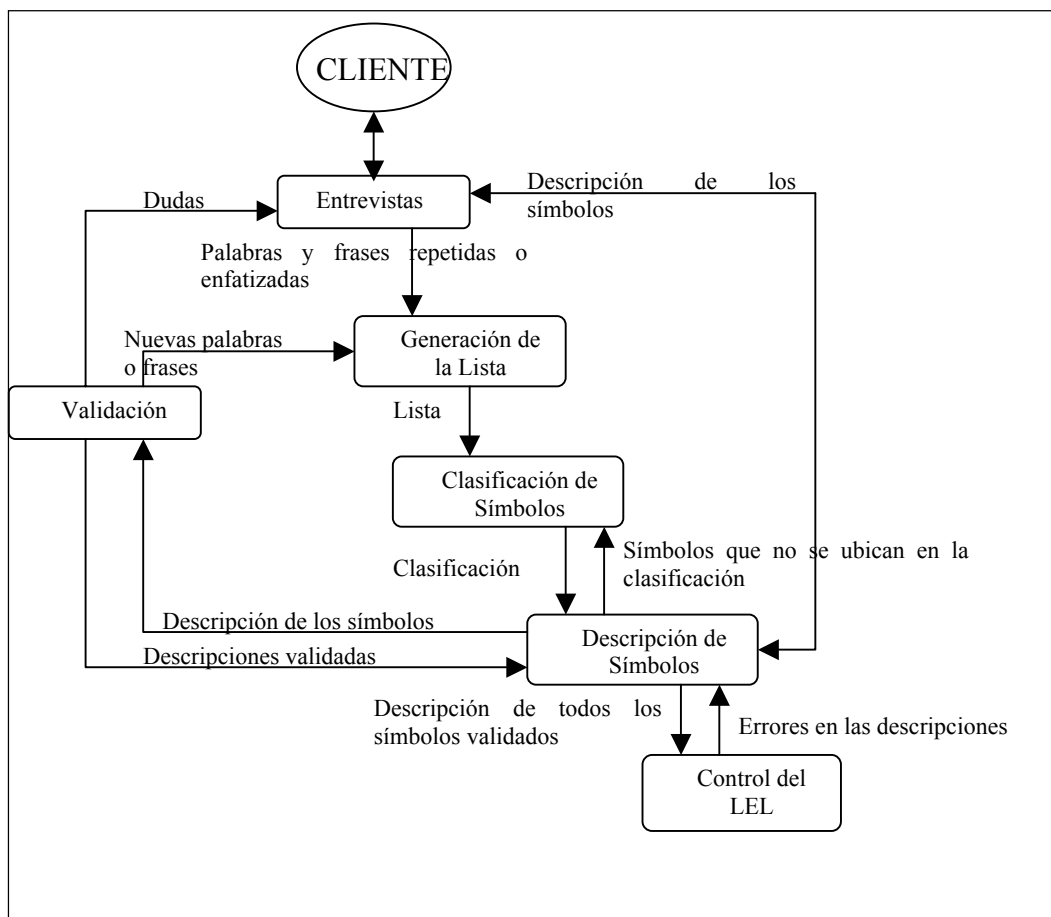 CLIENTE
Entrevistas
Descripción de los
símbolos
Dudas
Palabras y frases repetidas o
enfatizadas
Nuevas palabras
o frases
Generación de
la Lista
Validación
Lista
Clasificación de
Símbolos
Clasificación
Símbolos que no se ubican en la
clasificación
Descripción de los símbolos
Descripciones validadas
Descripción de
Símbolos
Descripción de todos los
símbolos validados
Errores en las descripciones
Control del
LEL